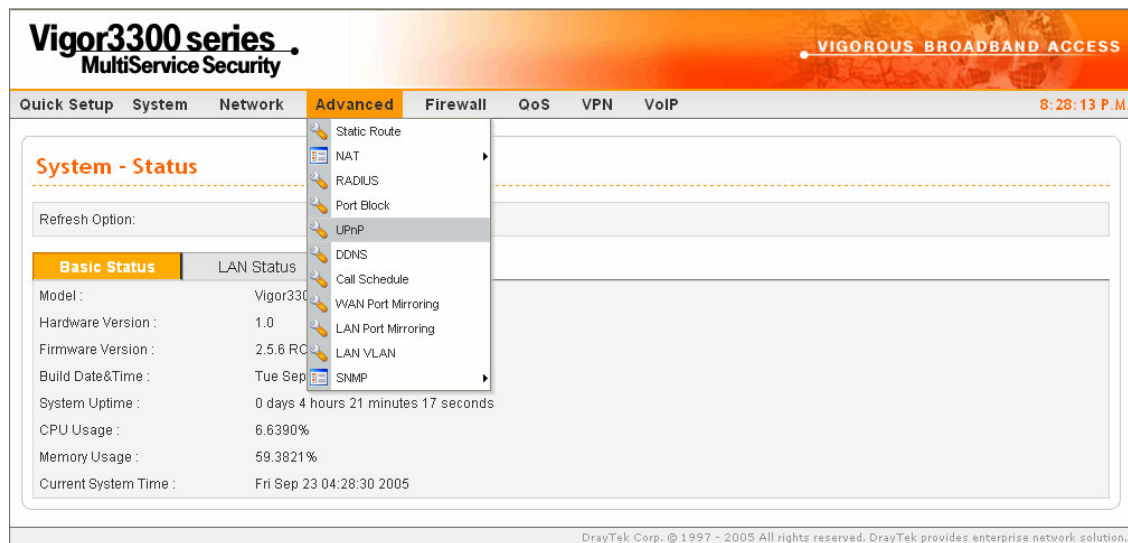 Vigor3300 series
MultiService Security
VIGOROUS BROADBAND ACCESS
Quick Setup System Network Advanced Firewall QoS VPN VoIP 8:28:13 P.M
Static Route
NAT
RADIUS
Port Block
UPnP
DDNS
Call Schedule
WAN Port Mirroring
LAN Port Mirroring
LAN VLAN
SNMP
System - Status
Refresh Option:
Basic Status LAN Status
Model : Vigor330
Hardware Version : 1.0
Firmware Version : 2.5.6 RC
Build Date&Time : Tue Sep
System Uptime : 0 days 4 hours 21 minutes 17 seconds
CPU Usage : 6.6390%
Memory Usage : 59.3821%
Current System Time : Fri Sep 23 04:28:30 2005
DrayTek Corp. © 1997 - 2005 All rights reserved. DrayTek provides enterprise network solution.